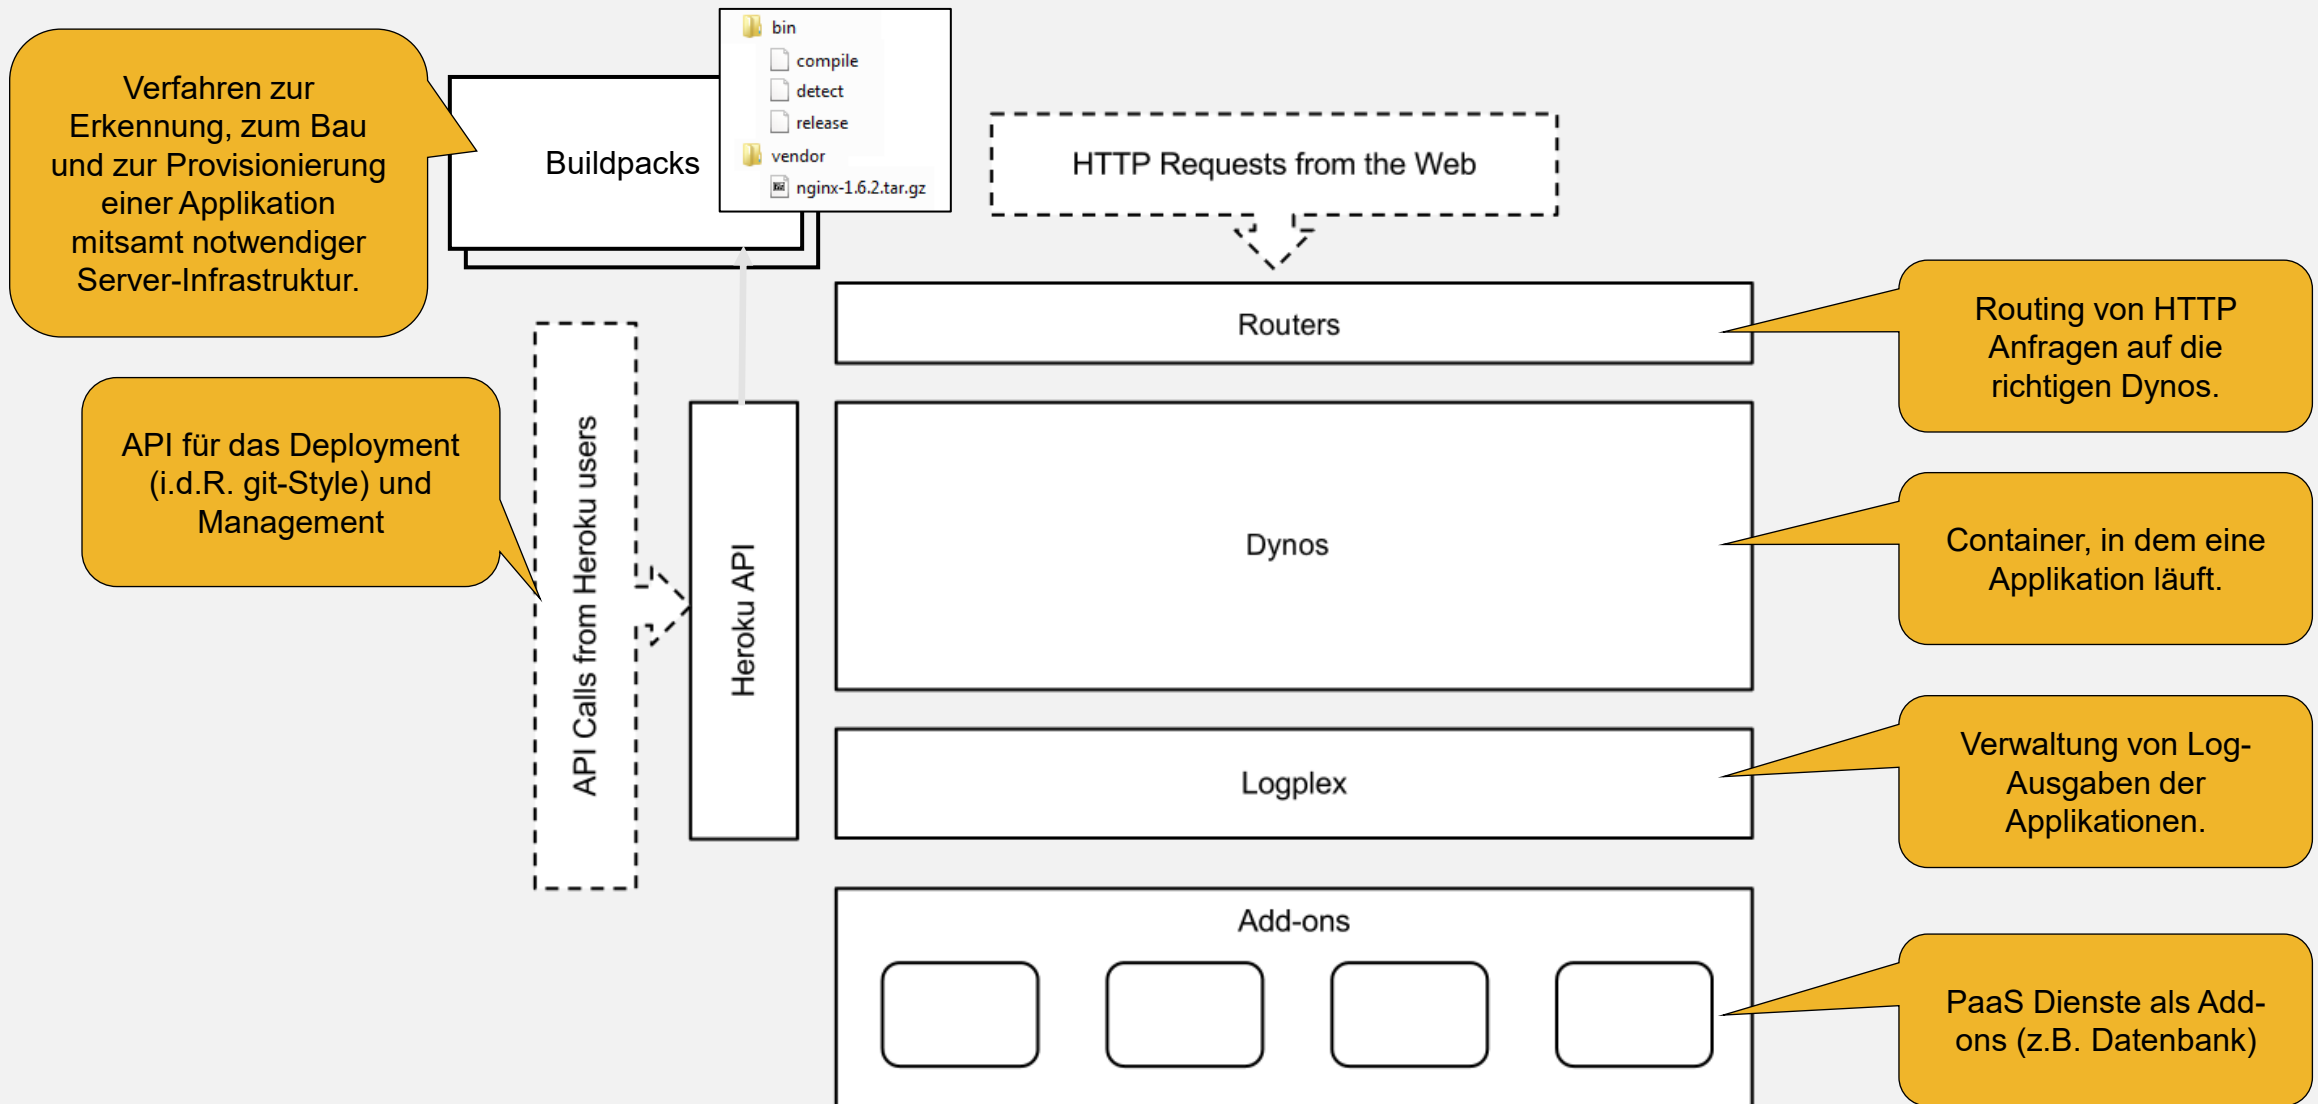 Verfahren zur
Erkennung, zum Bau
und zur Provisionierung
einer Applikation
mitsamt notwendiger
Server-Infrastruktur.
Buildpacks
bin
compile
detect
release
vendor
nginx-1.6.2.tar.gz
HTTP Requests from the Web
Routers
Routing von HTTP
Anfragen auf die
richtigen Dynos.
API für das Deployment
(i.d.R. git-Style) und
Management
API Calls from Heroku users
Heroku API
Dynos
Container, in dem eine
Applikation läuft.
Logplex
Verwaltung von Log-
Ausgaben der
Applikationen.
Add-ons
PaaS Dienste als Add-
ons (z.B. Datenbank)